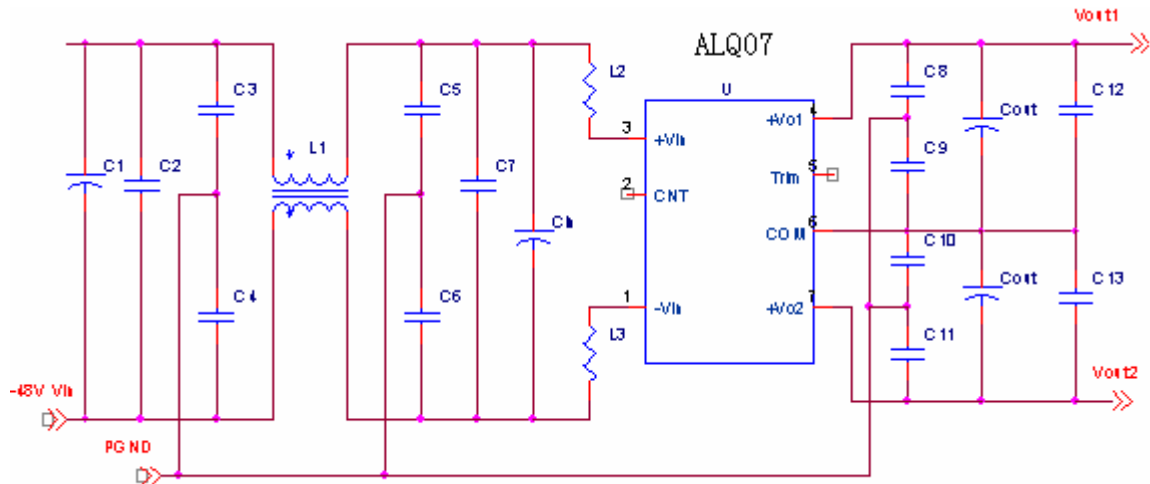 Vout1
ALQ07
C3
C5
L2
U
C8
C12
+Vo1
4
Cout
3
+Vin
C9
C1
C2
L1
C7
5
Trim
2
CNT
Cin
6
COM
C10
C4
C6
1
-Vin
+Vo2
7
Cout
C13
L3
C11
-48V Vin
Vout2
PGND